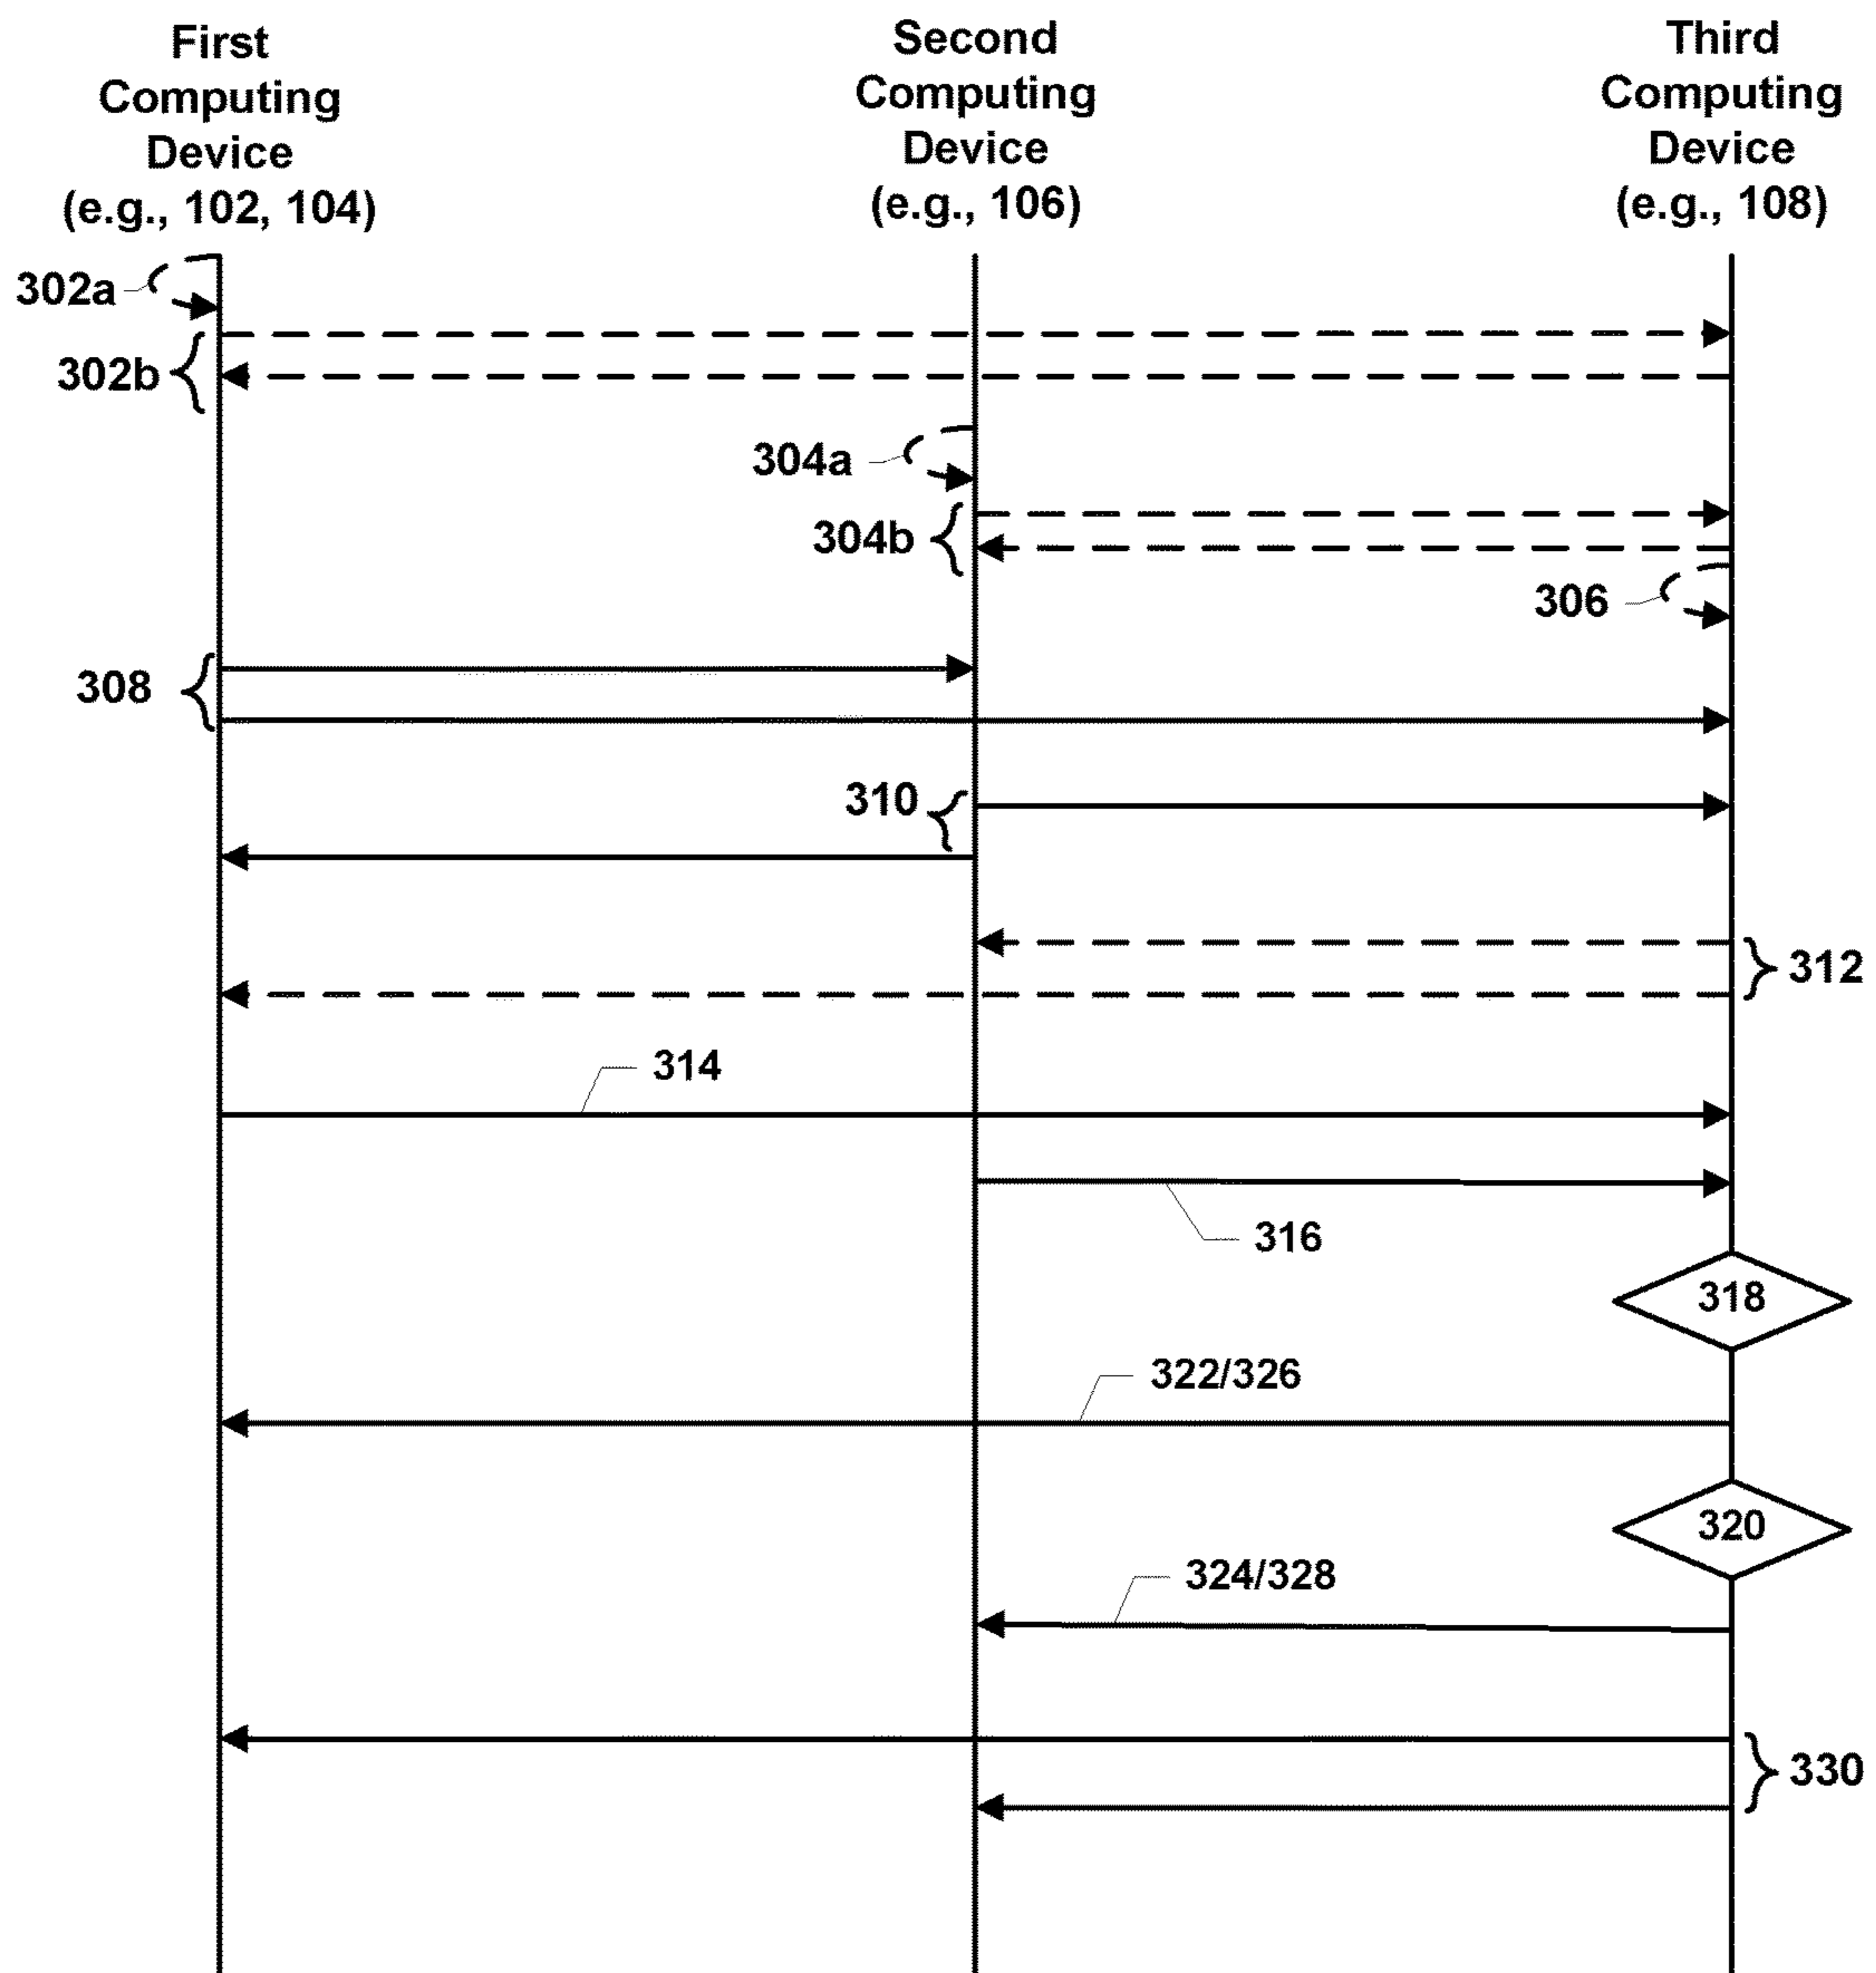 First
Computing
Device
(e.g., 102, 104)
Second
Computing
Device
(e.g., 106)
Third
Computing
Device
(e.g., 108)
302a
302b
304a
304b
306
308
310
312
314
316
318
322/326
320
324/328
330